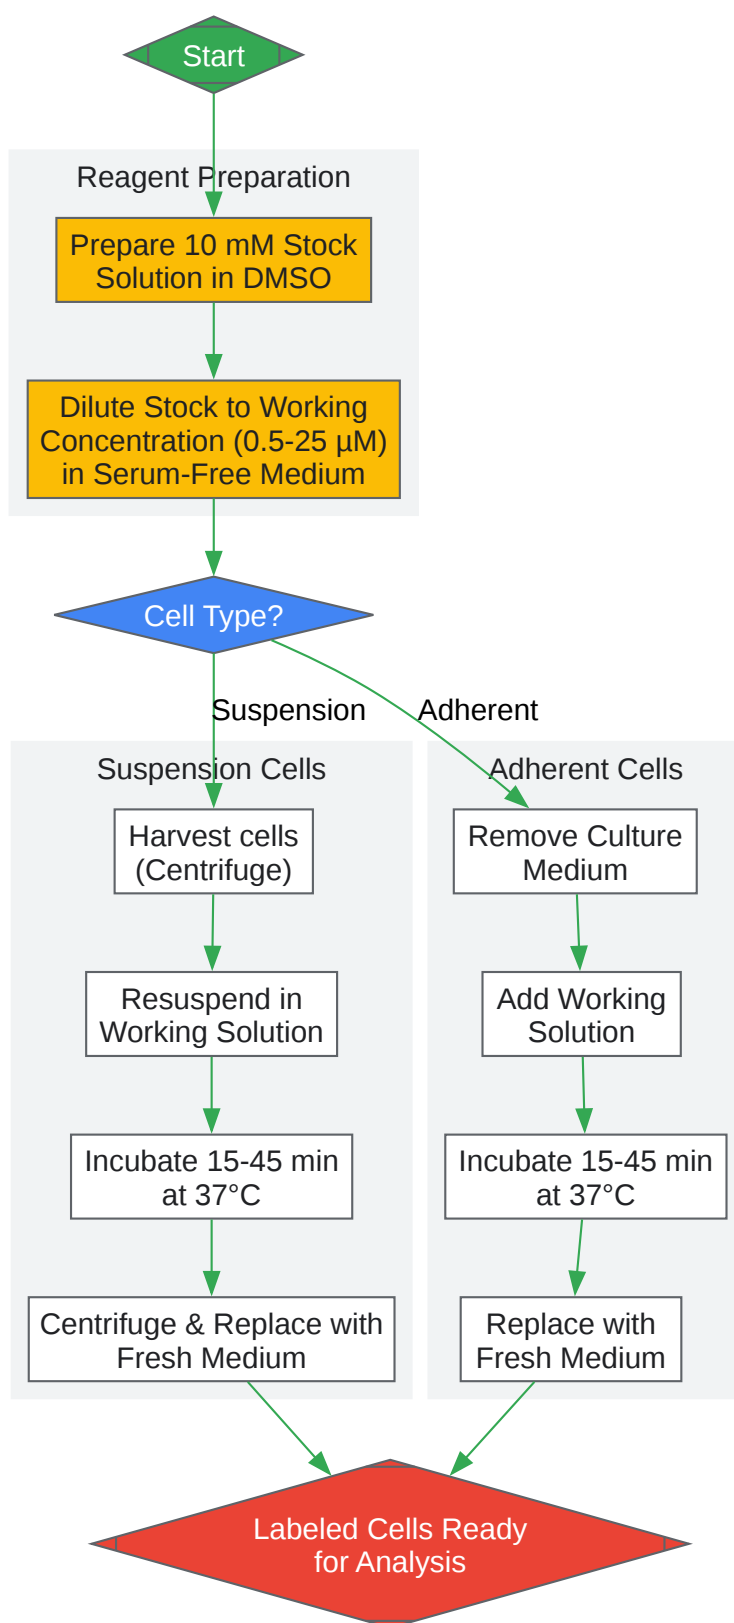 Start
Reagent Preparation
Prepare 10 mM Stock
Solution in DMSO
Dilute Stock to Working
Concentration (0.5-25 µM)
in Serum-Free Medium
Cell Type?
Suspension
Adherent
Suspension Cells
Harvest cells
(Centrifuge)
Resuspend in
Working Solution
Incubate 15-45 min
at 37°C
Centrifuge & Replace with
Fresh Medium
Adherent Cells
Remove Culture
Medium
Add Working
Solution
Incubate 15-45 min
at 37°C
Replace with
Fresh Medium
Labeled Cells Ready
for Analysis